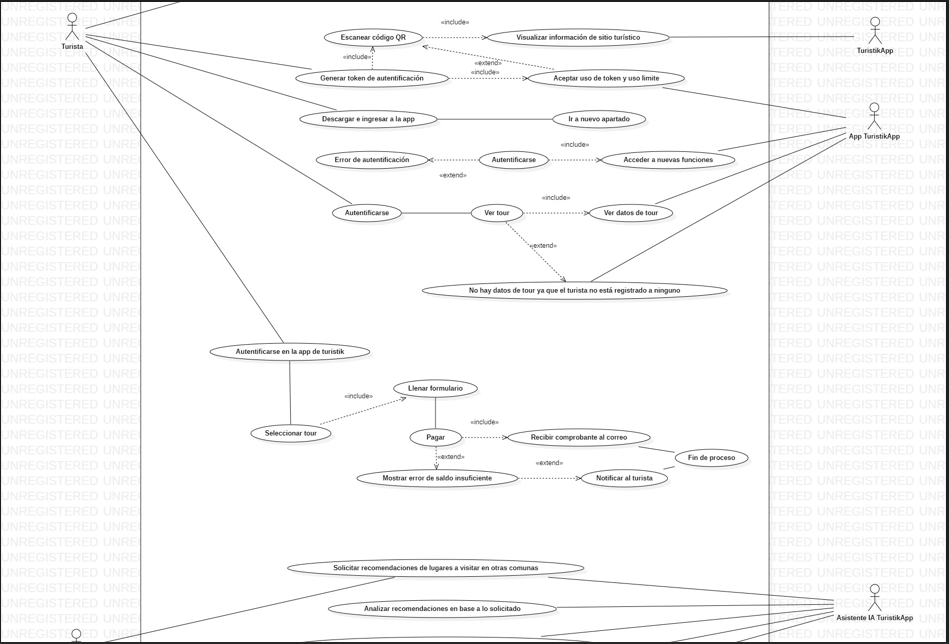 «include»
Escanear código QR
Visualizar información de sitio turístico
Turista
TuristikApp
«include»
«extend»
«include»
Generar token de autentificación
Aceptar uso de token y uso limite
Descargar e ingresar a la app
Ir a nuevo apartado
App TuristikApp
«include»
Error de autentificación
Autentificarse
Acceder a nuevas funciones
«extend»
«include»
Autentificarse
Ver tour
Ver datos de tour
«extend»
No hay datos de tour ya que el turista no está registrado a ninguno
Autentificarse en la app de turistik
Llenar formulario
«include»
«include»
Seleccionar tour
Pagar
Recibir comprobante al correo
«extend»
«extend»
Fin de proceso
Mostrar error de saldo insuficiente
Notificar al turista
Solicitar recomendaciones de lugares a visitar en otras comunas
Analizar recomendaciones en base a lo solicitado
Asistente IA TuristikApp
UNREGISTERED